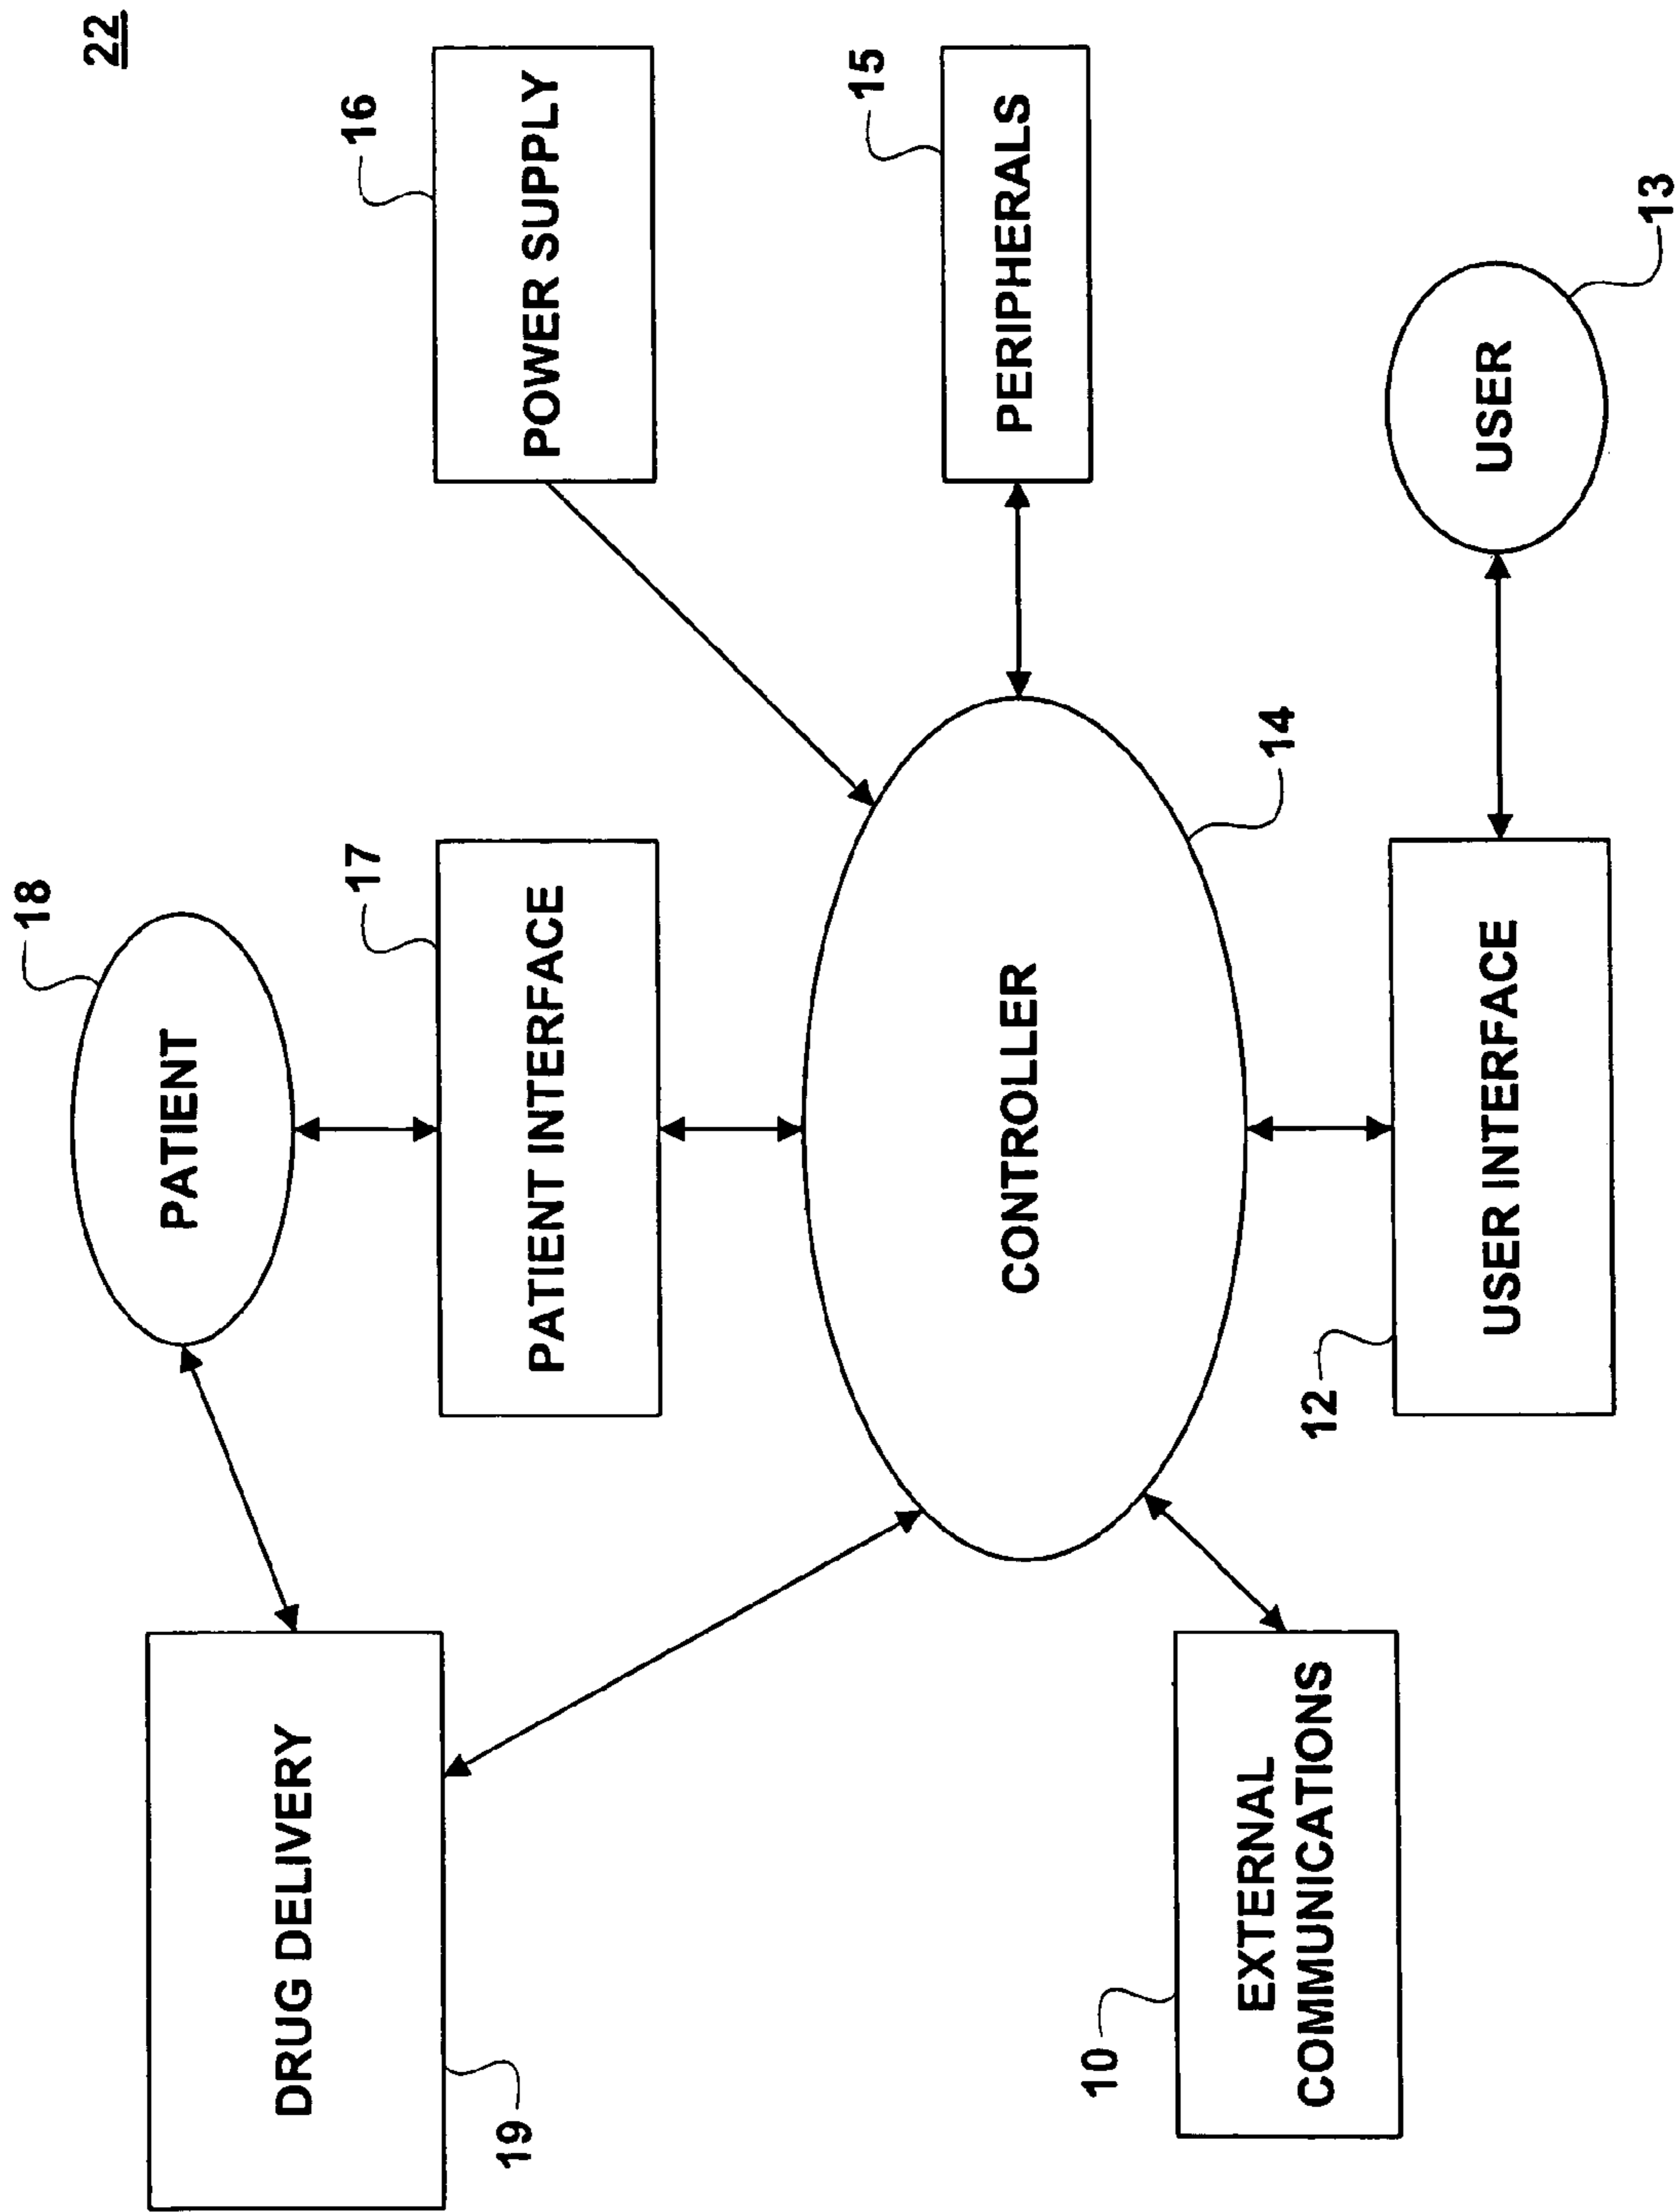 22
18
PATIENT
DRUG DELIVERY
19
17
PATIENT INTERFACE
16
POWER SUPPLY
CONTROLLER
14
15
PERIPHERALS
10
EXTERNAL
COMMUNICATIONS
12
USER INTERFACE
USER
13